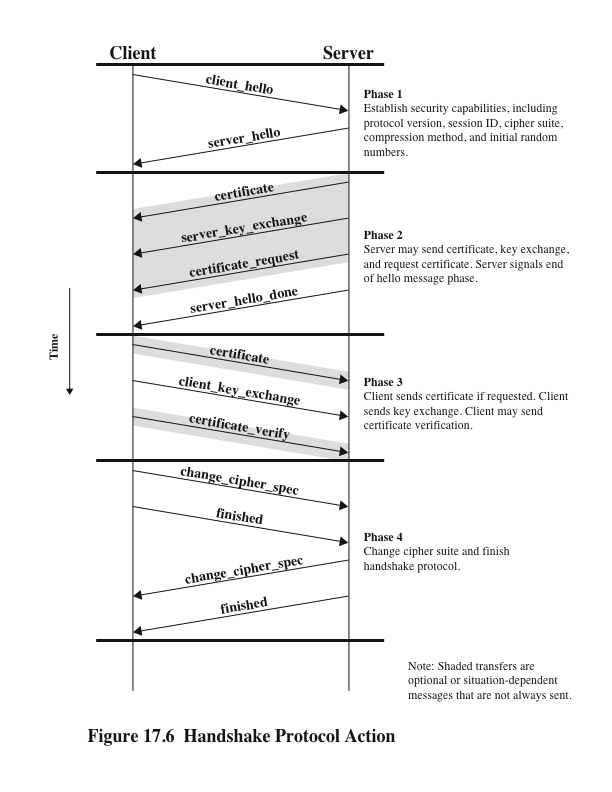 Client Server
client_hello
Phase 1
Establish security capabilities, including
protocol version, session ID, cipher suite,
compression method, and initial random
numbers.
server_hello
certificate
server_key_exchange
certificate_request
server_hello_done
Phase 2
Server may send certificate, key exchange,
and request certificate. Server signals end
of hello message phase.
Time
certificate
client_key_exchange
certificate_verify
Phase 3
Client sends certificate if requested. Client
sends key exchange. Client may send
certificate verification.
change_cipher_spec
finished
change_cipher_spec
finished
Phase 4
Change cipher suite and finish
handshake protocol.
Note: Shaded transfers are
optional or situation-dependent
messages that are not always sent.
Figure 17.6 Handshake Protocol Action